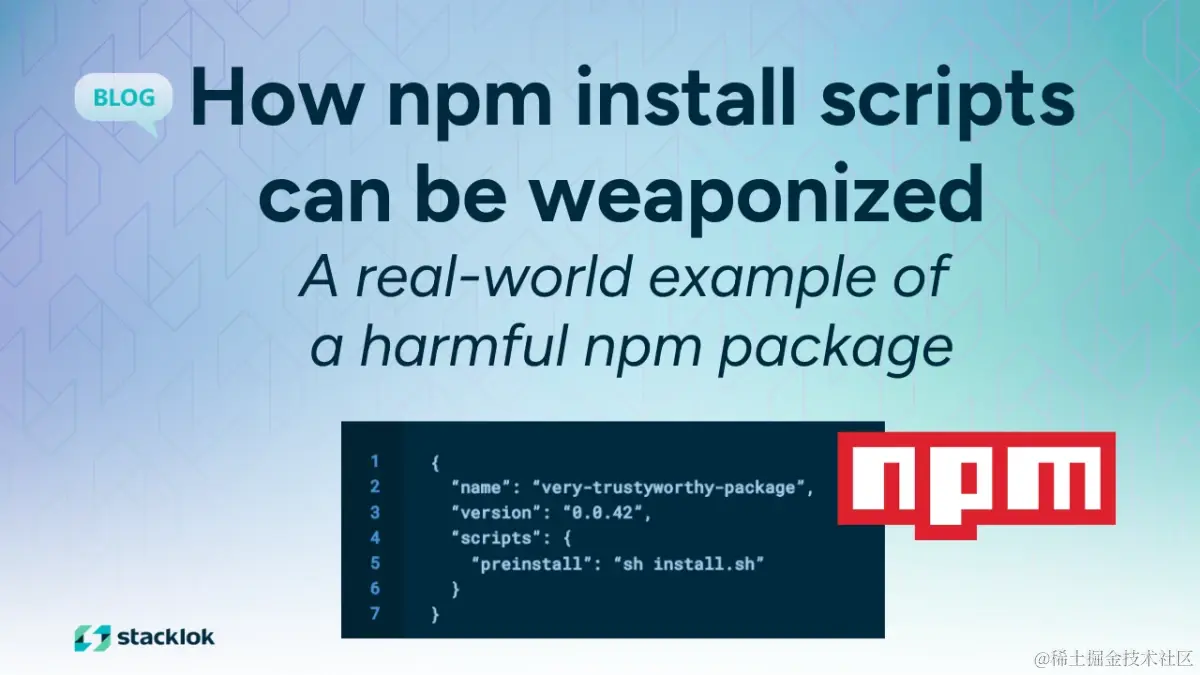 BLOG
How npm install scripts
can be weaponized
A real-world example of
a harmful npm package
1 {
2 “name”: “very-trustyworthy-package”,
3 “version”: “0.0.42“,
4 “scripts”: {
5 “preinstall”: “sh install.sh”
6 }
7 }
npm
stacklok
@稀土掘金技术社区